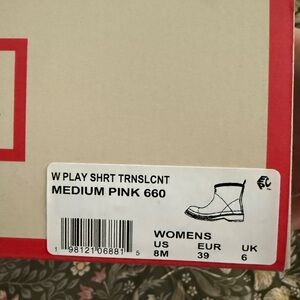 W PLAY SHRT TRNSLCNT
MEDIUM PINK 660
1 98121 06881 5
WOMENS
US EUR UK
8M 39 6